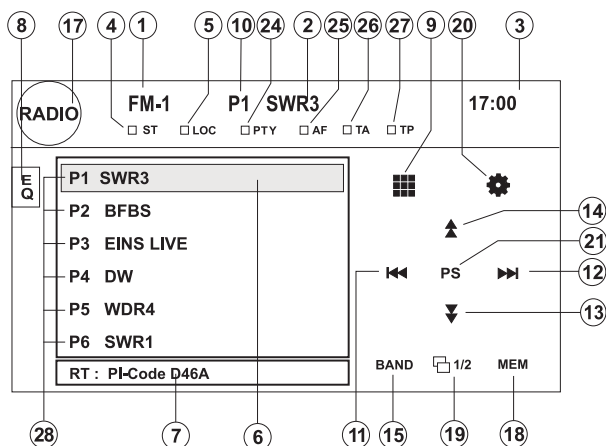 8 17 4 1 5 10 24 2 25 26 27 9 20 3
RADIO FM-1 P1 SWR3 17:00
ST LOC PTY AF TA TP
EQ
P1 SWR3
P2 BFBS
P3 EINS LIVE
P4 DW
P5 WDR4
P6 SWR1
RT : PI-Code D46A
14
21
PS
12
13
BAND 1/2 MEM
28 7 6 11 15 19 18